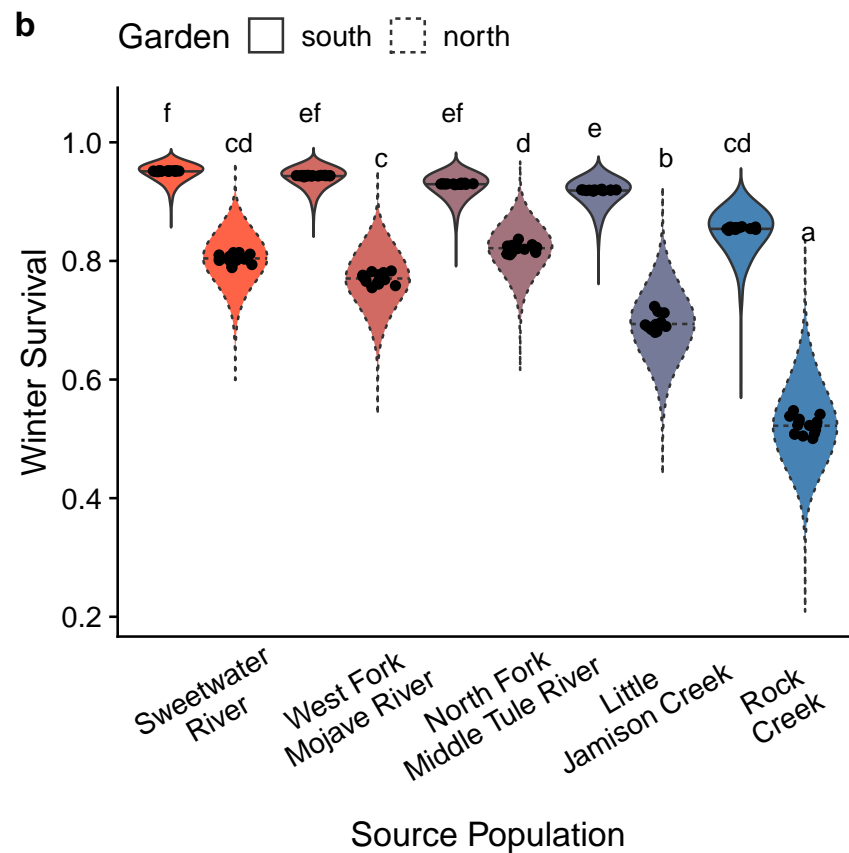 b
Garden south north
f
cd
ef
c
ef
d
e
b
cd
a
1.0
0.8
0.6
0.4
0.2
Winter Survival
Sweetwater
River
West Fork
Mojave River
North Fork
Middle Tule River
Little
Jamison Creek
Rock
Creek
Source Population